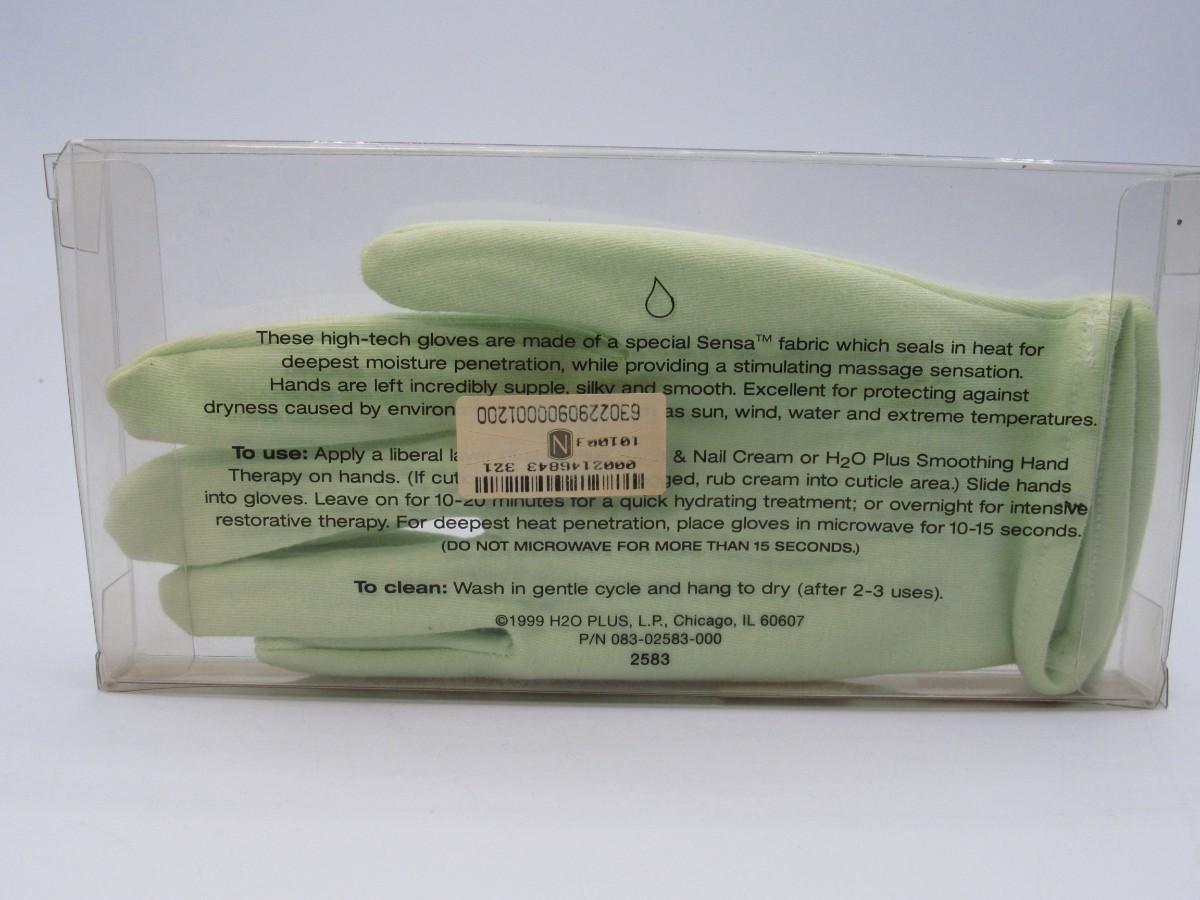 These high-tech gloves are made of a special Sensa™ fabric which seals in heat for
deepest moisture penetration, while providing a stimulating massage sensation.
Hands are left incredibly supple, silky and smooth. Excellent for protecting against
dryness caused by environ as sun, wind, water and extreme temperatures.
63022290900001200
N
101003
0002146843 321
To use: Apply a liberal la & Nail Cream or H2O Plus Smoothing Hand
Therapy on hands. (If cut ged, rub cream into cuticle area.) Slide hands
into gloves. Leave on for 10-20 minutes for a quick hydrating treatment; or overnight for intensive
restorative therapy. For deepest heat penetration, place gloves in microwave for 10-15 seconds.
(DO NOT MICROWAVE FOR MORE THAN 15 SECONDS.)
To clean: Wash in gentle cycle and hang to dry (after 2-3 uses).
©1999 H2O PLUS, L.P., Chicago, IL 60607
P/N 083-02583-000
2583